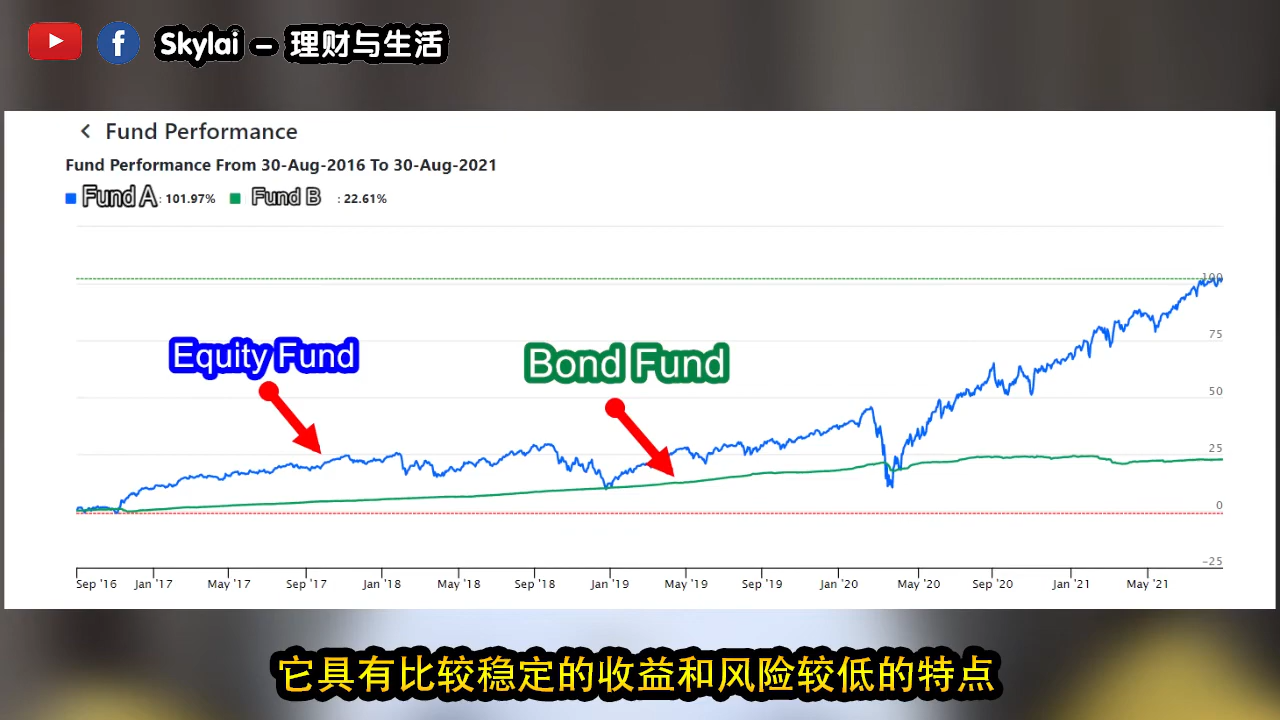 Skylai – 理财与生活
Fund Performance
Fund Performance From 30-Aug-2016 To 30-Aug-2021
Fund A : 101.97% Fund B : 22.61%
100
75
Equity Fund
Bond Fund
50
25
0
-25
Sep '16 Jan '17 May '17 Sep '17 Jan '18 May '18 Sep '18 Jan '19 May '19 Sep '19 Jan '20 May '20 Sep '20 Jan '21 May '21
它具有比较稳定的收益和风险较低的特点